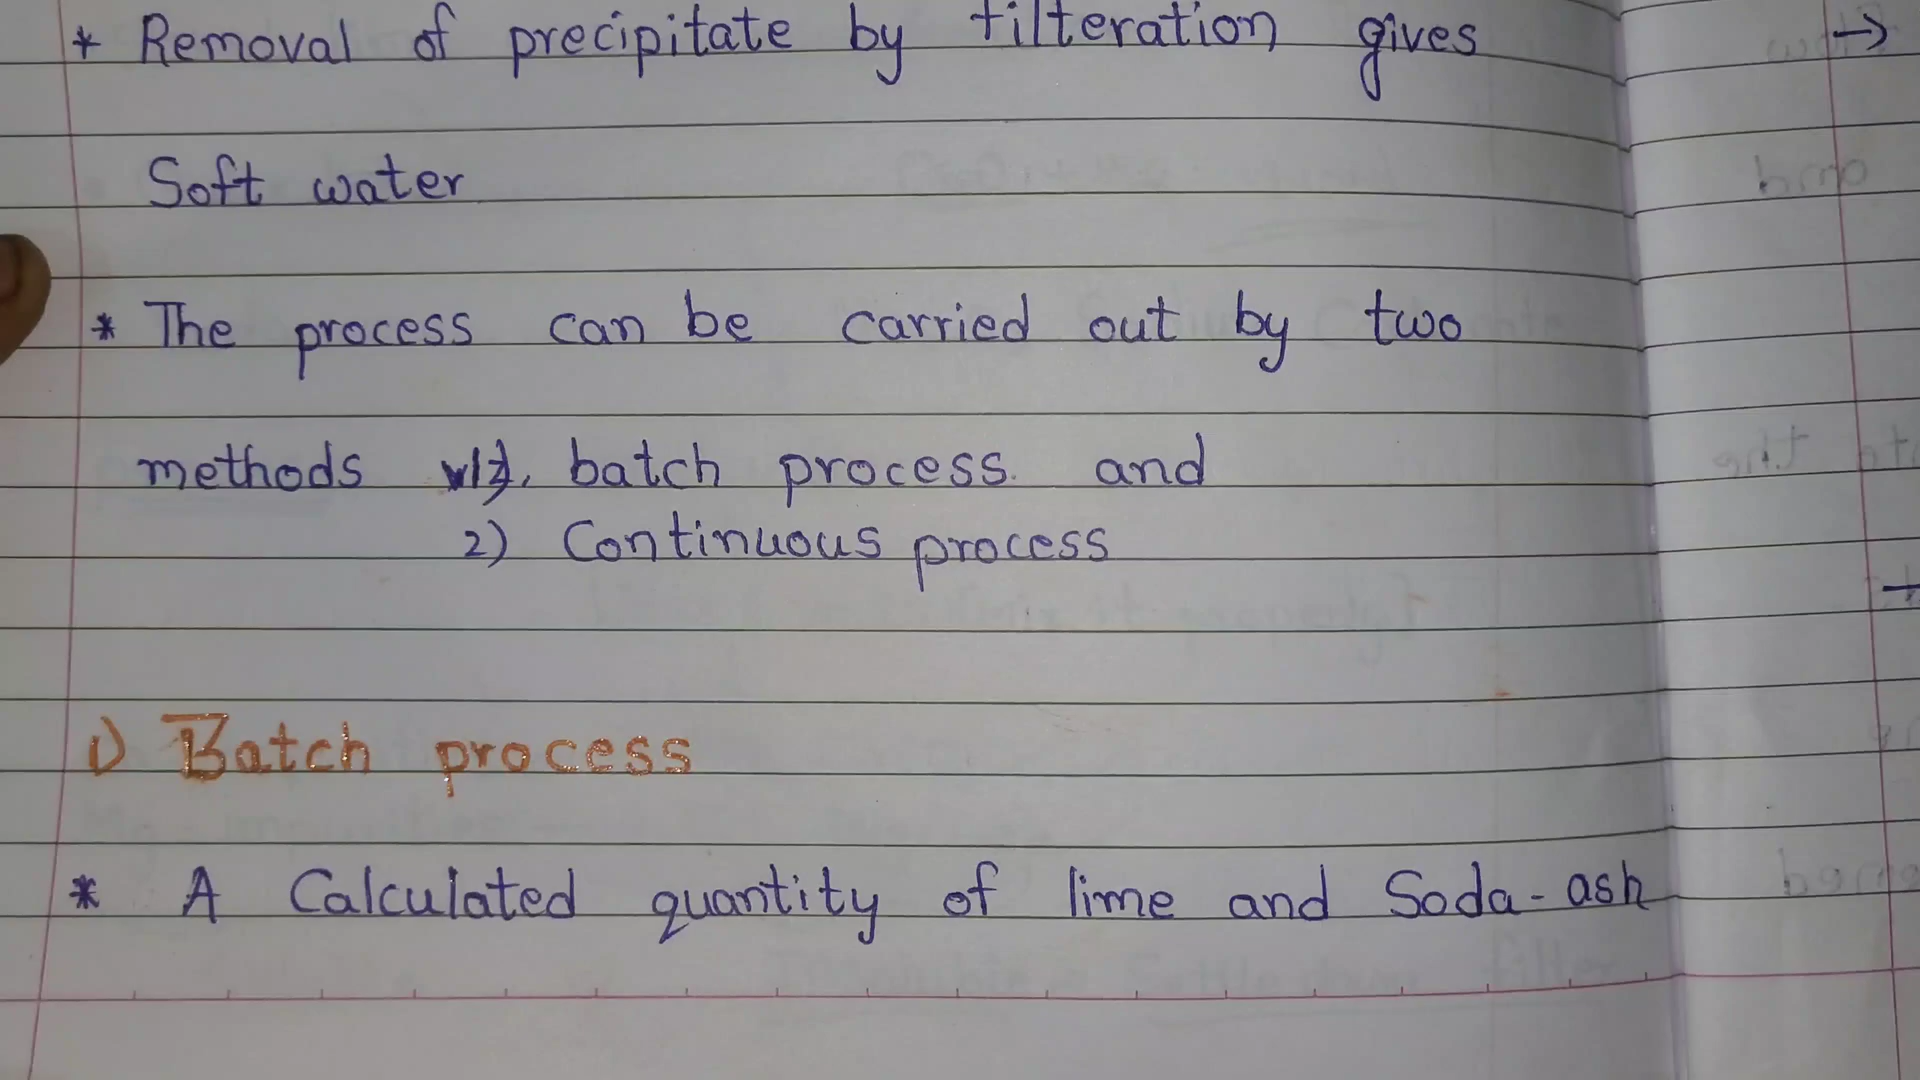 * Removal of precipitate by filteration gives
Soft water
* The process can be carried out by two
methods batch process and
2) Continuous process
1) Batch process
* A Calculated quantity of lime and Soda-ash